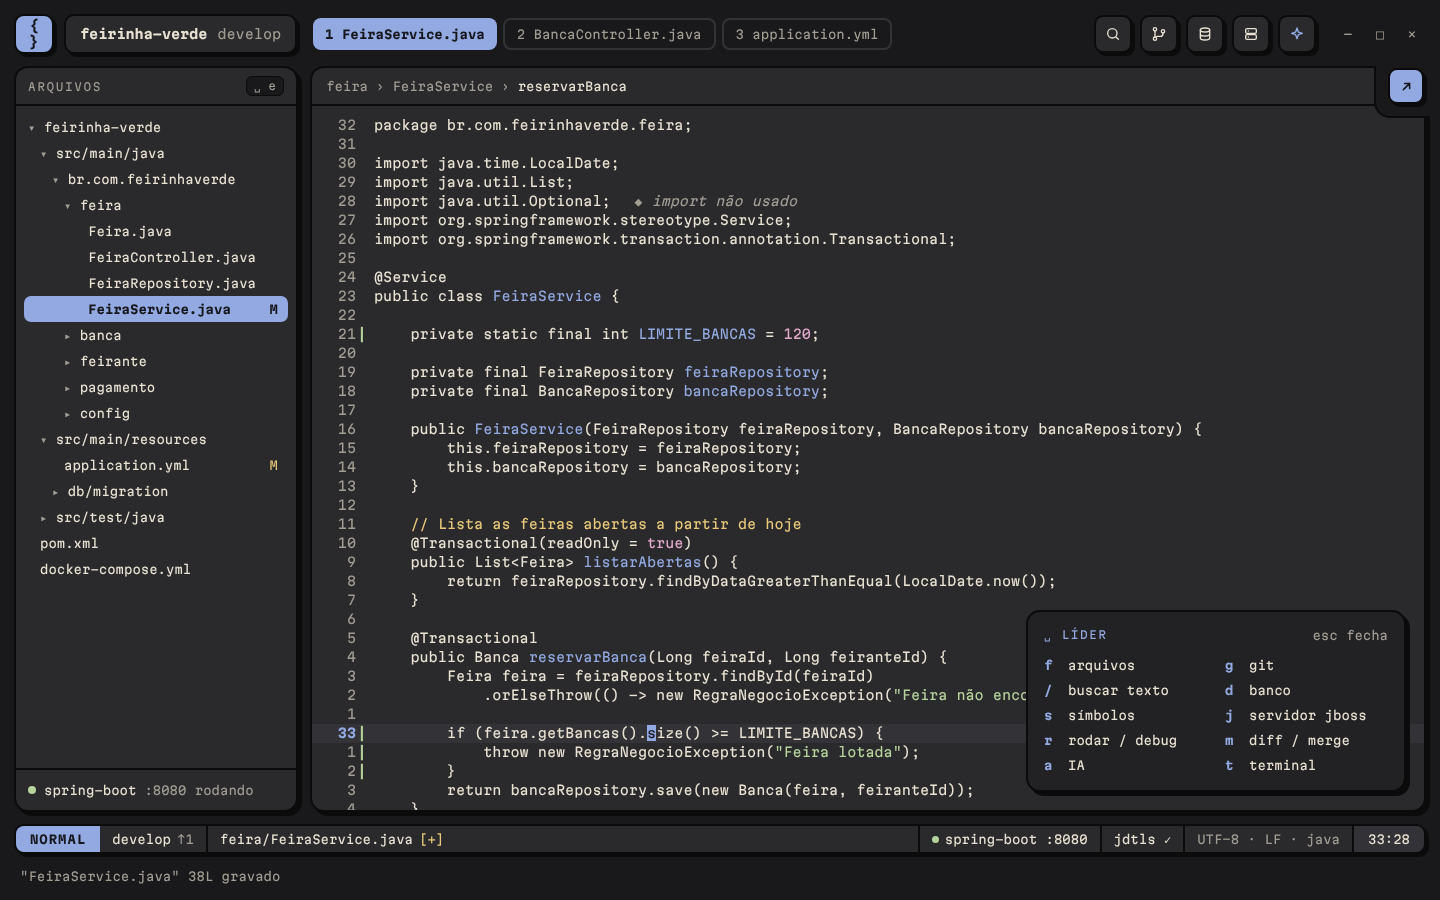 { }
feirinha-verde develop
1 FeiraService.java
2 BancaController.java
3 application.yml
ARQUIVOS
␣ e
feirinha-verde
src/main/java
br.com.feirinhaverde
feira
Feira.java
FeiraController.java
FeiraRepository.java
FeiraService.java M
banca
feirante
pagamento
config
src/main/resources
application.yml M
db/migration
src/test/java
pom.xml
docker-compose.yml
spring-boot :8080 rodando
feira › FeiraService › reservarBanca
32 package br.com.feirinhaverde.feira;
31
30 import java.time.LocalDate;
29 import java.util.List;
28 import java.util.Optional; ◆ import não usado
27 import org.springframework.stereotype.Service;
26 import org.springframework.transaction.annotation.Transactional;
25
24 @Service
23 public class FeiraService {
22
21 private static final int LIMITE_BANCAS = 120;
20
19 private final FeiraRepository feiraRepository;
18 private final BancaRepository bancaRepository;
17
16 public FeiraService(FeiraRepository feiraRepository, BancaRepository bancaRepository) {
15 this.feiraRepository = feiraRepository;
14 this.bancaRepository = bancaRepository;
13 }
12
11 // Lista as feiras abertas a partir de hoje
10 @Transactional(readOnly = true)
9 public List<Feira> listarAbertas() {
8 return feiraRepository.findByDataGreaterThanEqual(LocalDate.now());
7 }
6
5 @Transactional
4 public Banca reservarBanca(Long feiraId, Long feiranteId) {
3 Feira feira = feiraRepository.findById(feiraId)
2 .orElseThrow(() -> new RegraNegocioException("Feira não enco
1
33 if (feira.getBancas().size() >= LIMITE_BANCAS) {
1 throw new RegraNegocioException("Feira lotada");
2 }
3 return bancaRepository.save(new Banca(feira, feiranteId));
4 }
␣ LÍDER esc fecha
f arquivos g git
/ buscar texto d banco
s símbolos j servidor jboss
r rodar / debug m diff / merge
a IA t terminal
NORMAL develop ↑1 feira/FeiraService.java [+] spring-boot :8080 jdtls ✓ UTF-8 · LF · java 33:28
"FeiraService.java" 38L gravado